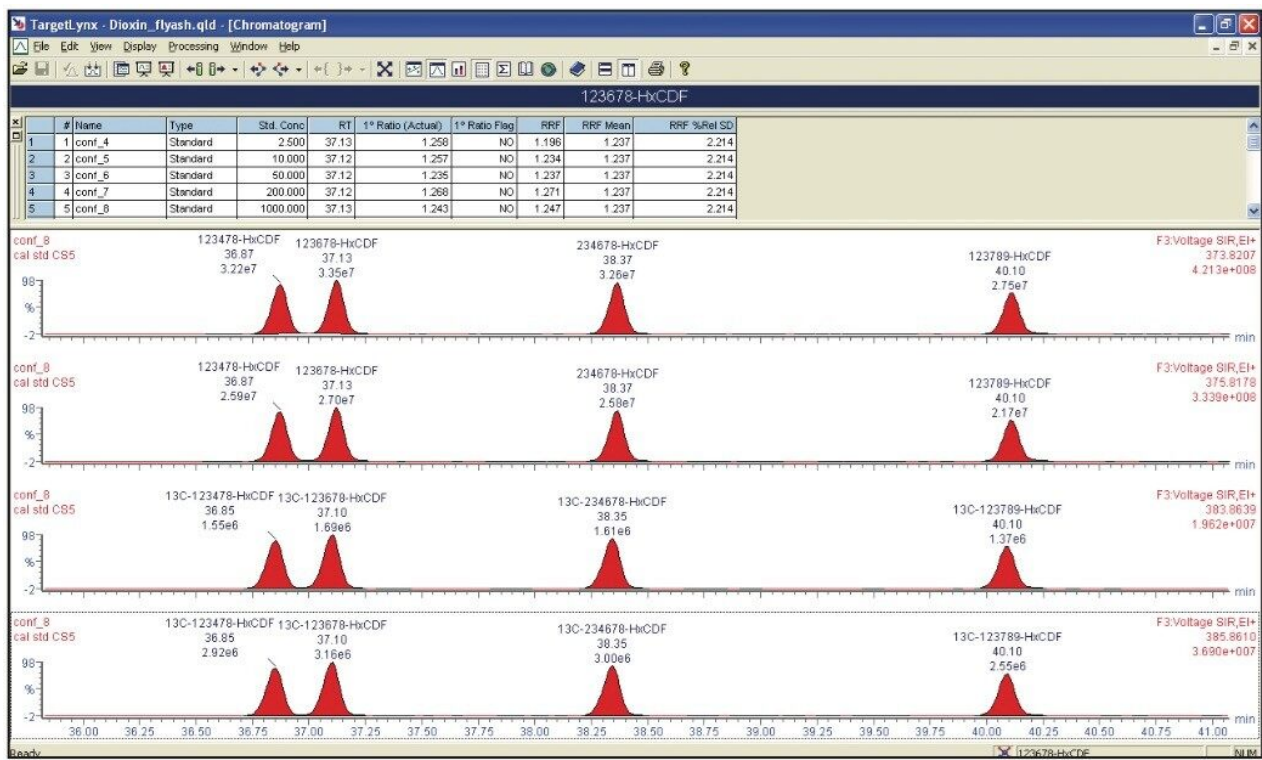 TargetLynx - Dioxin_flyash.qld - [Chromatogram]
File Edit View Display Processing Window Help
123678-HxCDF
# Name Type Std. Conc RT 1° Ratio (Actual) 1° Ratio Flag RRF RRF Mean RRF %Rel SD
1 1 conf_4 Standard 2.500 37.13 1.258 NO 1.196 1.237 2.214
2 2 conf_5 Standard 10.000 37.12 1.257 NO 1.234 1.237 2.214
3 3 conf_6 Standard 50.000 37.12 1.235 NO 1.237 1.237 2.214
4 4 conf_7 Standard 200.000 37.12 1.268 NO 1.271 1.237 2.214
5 5 conf_8 Standard 1000.000 37.13 1.243 NO 1.247 1.237 2.214
conf_8 123478-HxCDF 123678-HxCDF 234678-HxCDF 123789-HxCDF F3:Voltage SIR,EI+
cal std CS5 36.87 37.13 38.37 40.10 373.8207
3.22e7 3.35e7 3.26e7 2.75e7 4.213e+008
98
%
-2
min
conf_8 123478-HxCDF 123678-HxCDF 234678-HxCDF 123789-HxCDF F3:Voltage SIR,EI+
cal std CS5 36.87 37.13 38.37 40.10 375.8178
2.59e7 2.70e7 2.58e7 2.17e7 3.339e+008
98
%
-2
min
conf_8 13C-123478-HxCDF 13C-123678-HxCDF 13C-234678-HxCDF 13C-123789-HxCDF F3:Voltage SIR,EI+
cal std CS5 36.85 37.10 38.35 40.10 383.8639
1.55e6 1.69e6 1.61e6 1.37e6 1.962e+007
98
%
-2
min
conf_8 13C-123478-HxCDF 13C-123678-HxCDF 13C-234678-HxCDF 13C-123789-HxCDF F3:Voltage SIR,EI+
cal std CS5 36.85 37.10 38.35 40.10 385.8610
2.92e6 3.16e6 3.00e6 2.55e6 3.690e+007
98
%
-2
min
36.00 36.25 36.50 36.75 37.00 37.25 37.50 37.75 38.00 38.25 38.50 38.75 39.00 39.25 39.50 39.75 40.00 40.25 40.50 40.75 41.00
Ready 123678-HxCDF NUM